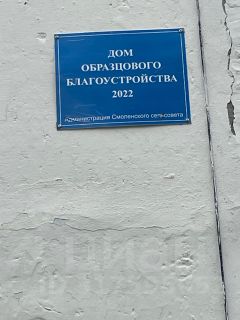 ДОМ
ОБРАЗЦОВОГО
БЛАГОУСТРОЙСТВА
2022
Администрация Смоленского сельсовета